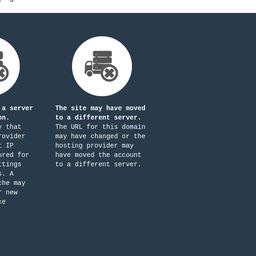 a server
on.
y that
rovider
t IP
ured for
ttings
s. A
che may
r new
ke
The site may have moved
to a different server.
The URL for this domain
may have changed or the
hosting provider may
have moved the account
to a different server.